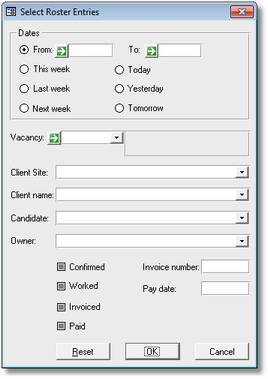 Select Roster Entries
Dates
From: To:
This week Today
Last week Yesterday
Next week Tomorrow
Vacancy:
Client Site:
Client name:
Candidate:
Owner:
Confirmed Invoice number:
Worked Pay date:
Invoiced
Paid
Reset OK Cancel